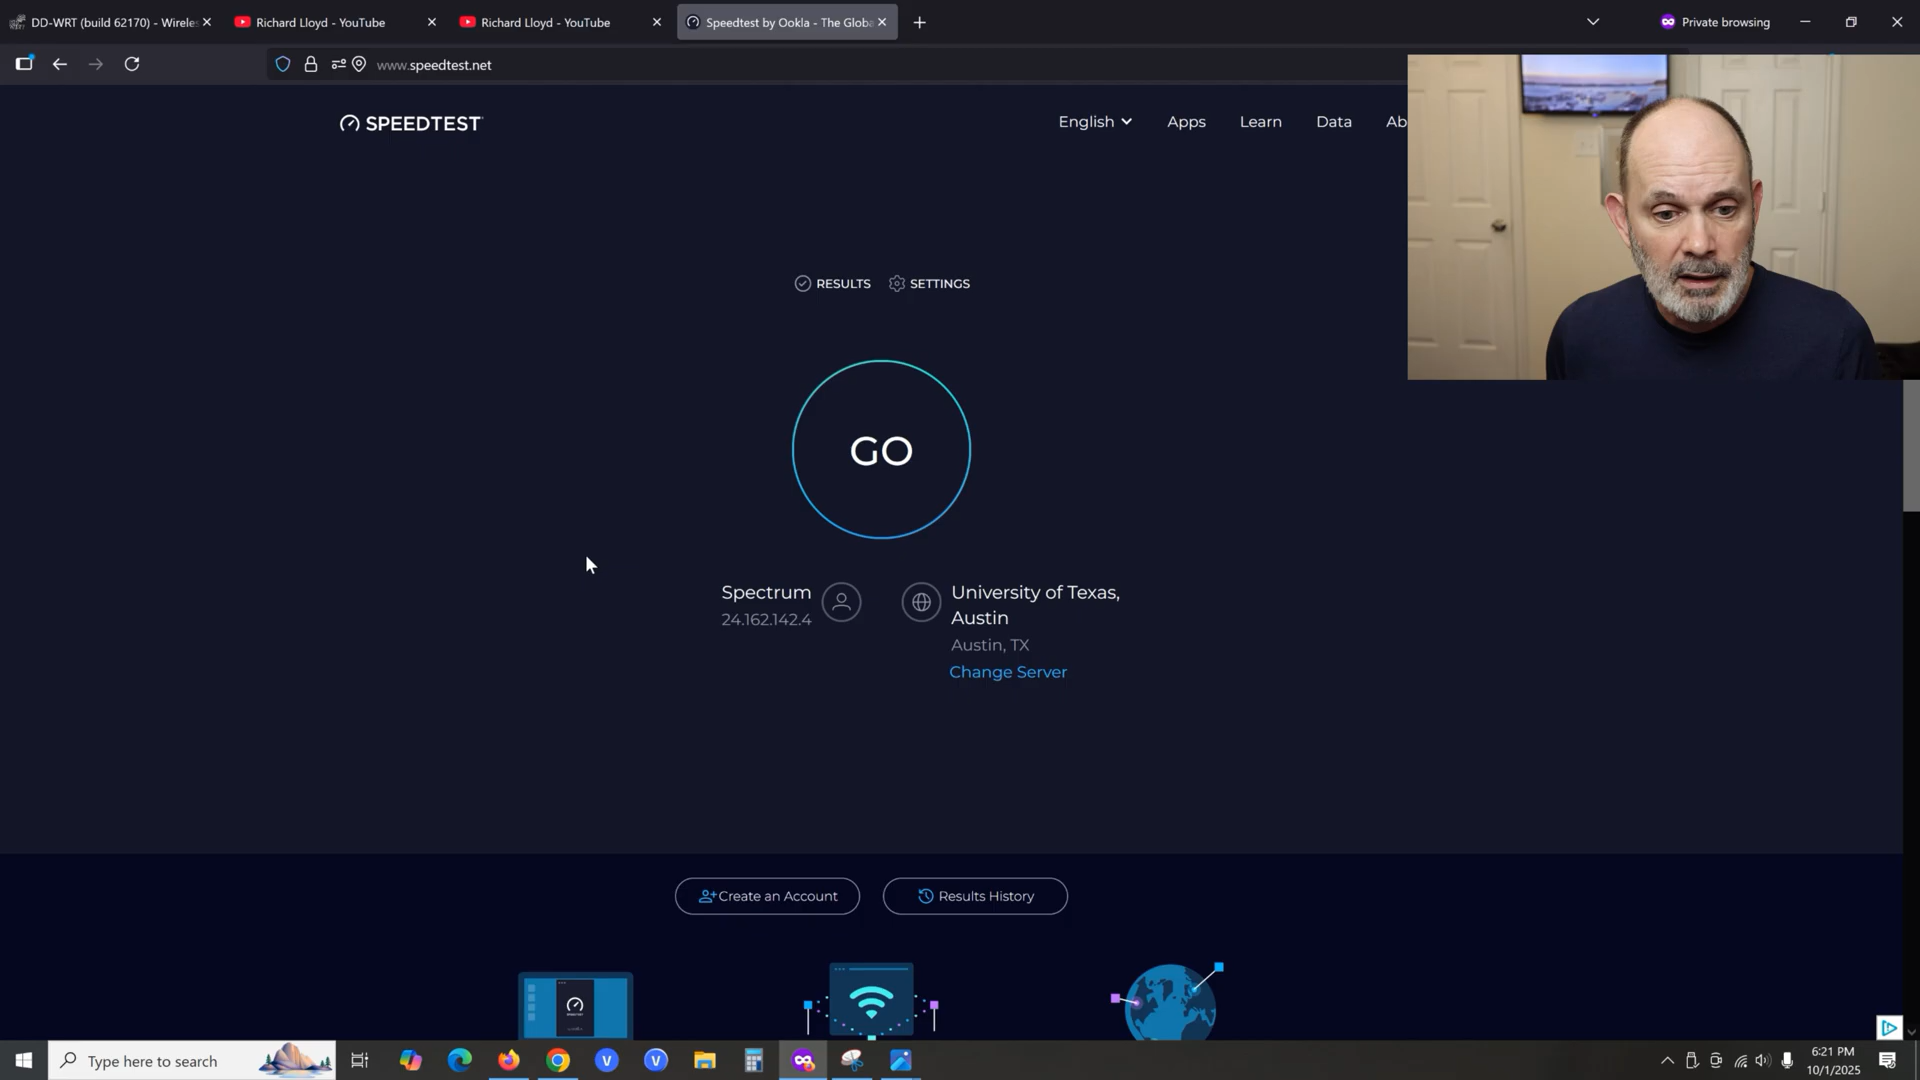 DD-WRT (build 62170) - Wireles
Richard Lloyd - YouTube
Richard Lloyd - YouTube
Speedtest by Ookla - The Globa
Private browsing
www.speedtest.net
SPEEDTEST
English
Apps
Learn
Data
Ab
RESULTS
SETTINGS
GO
Spectrum
24.162.142.4
University of Texas,
Austin
Austin, TX
Change Server
Create an Account
Results History
Type here to search
6:21 PM
10/1/2025